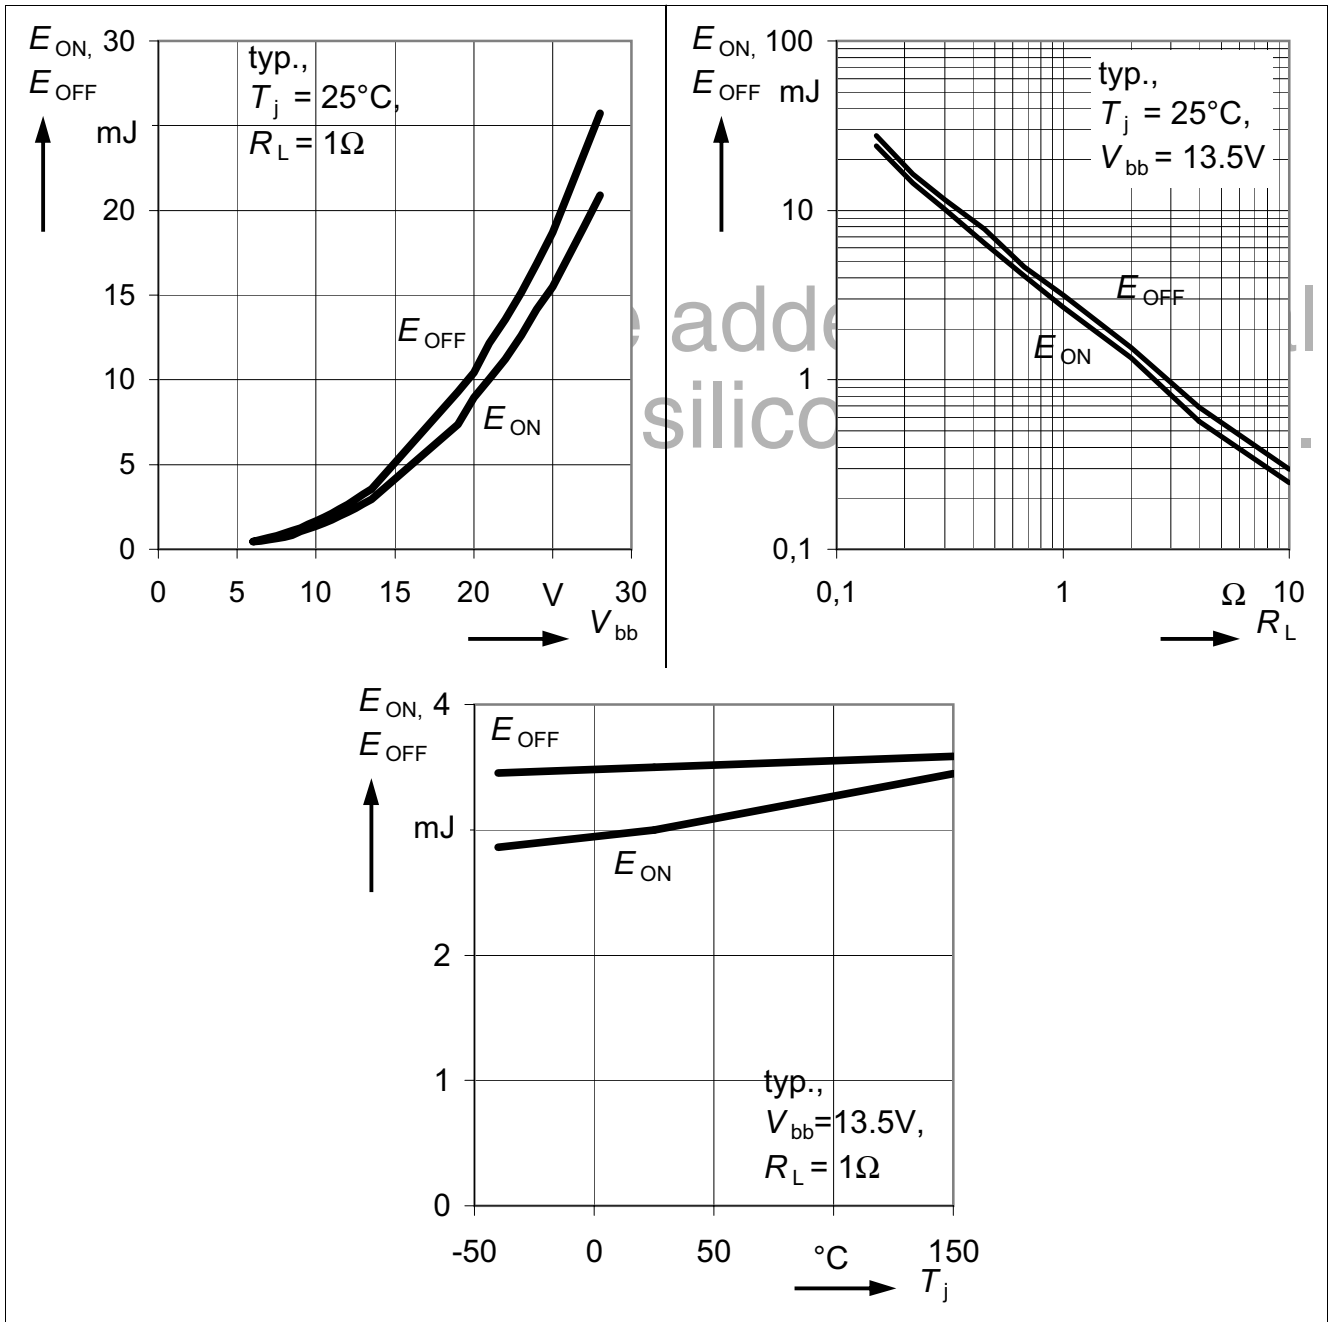 E ON,
E OFF
mJ
30
20
15
10
5
0
typ.,
T j = 25°C,
R L = 1Ω
E OFF
E ON
0 5 10 15 20 V 30
V bb
E ON,
E OFF
100
mJ
10
1
0,1
typ.,
T j = 25°C,
V bb = 13.5V
E OFF
E ON
0,1 1 Ω 10
R L
adde
silico
E ON,
E OFF
4
mJ
2
1
0
E OFF
E ON
typ.,
V bb=13.5V,
R L = 1Ω
-50 0 50 °C 150
T j